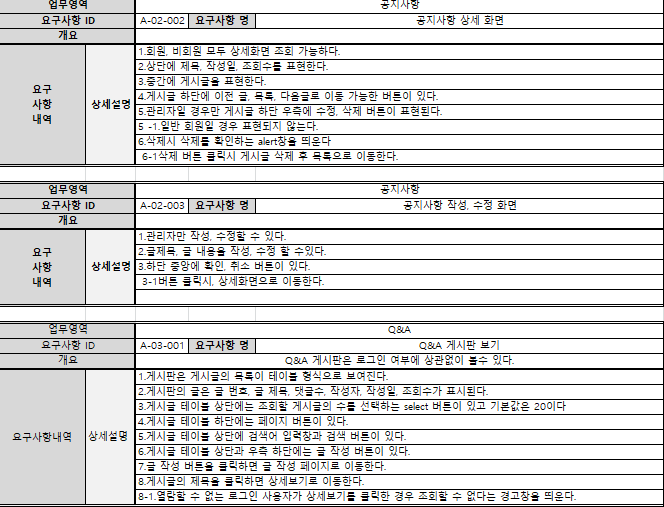 업무영역 공지사항
요구사항 ID A-02-002 요구사항 명 공지사항 상세 화면
개요
요구
사항
내역
상세설명
1.회원, 비회원 모두 상세화면 조회 가능하다.
2.상단에 제목, 작성일, 조회수를 표현한다.
3.중간에 게시글을 표현한다.
4.게시글 하단에 이전 글, 목록, 다음글로 이동 가능한 버튼이 있다.
5.관리자일 경우만 게시글 하단 우측에 수정, 삭제 버튼이 표현된다.
5 -1.일반 회원일 경우 표현되지 않는다.
6.삭제시 삭제를 확인하는 alert창을 띄운다
6-1삭제 버튼 클릭시 게시글 삭제 후 목록으로 이동한다.
업무영역 공지사항
요구사항 ID A-02-003 요구사항 명 공지사항 작성, 수정 화면
개요
요구
사항
내역
상세설명
1.관리자만 작성, 수정할 수 있다.
2.글제목, 글 내용을 작성, 수정 할 수있다.
3.하단 중앙에 확인, 취소 버튼이 있다.
3-1버튼 클릭시, 상세화면으로 이동한다.
업무영역 Q&A
요구사항 ID A-03-001 요구사항 명 Q&A 게시판 보기
개요 Q&A 게시판은 로그인 여부에 상관없이 볼수 있다.
요구사항내역
상세설명
1.게시판은 게시글의 목록이 테이블 형식으로 보여진다.
2.게시판의 글은 글 번호, 글 제목, 댓글수, 작성자, 작성일, 조회수가 표시된다.
3.게시글 테이블 상단에는 조회할 게시글의 수를 선택하는 select 버튼이 있고 기본값은 20이다
4.게시글 테이블 하단에는 페이지 버튼이 있다.
5.게시글 테이블 상단에 검색어 입력창과 검색 버튼이 있다.
6.게시글 테이블 상단과 우측 하단에는 글 작성 버튼이 있다.
7.글 작성 버튼을 클릭하면 글 작성 페이지로 이동한다.
8.게시글의 제목을 클릭하면 상세보기로 이동한다.
8-1.열람할 수 없는 로그인 사용자가 상세보기를 클릭한 경우 조회할 수 없다는 경고창을 띄운다.